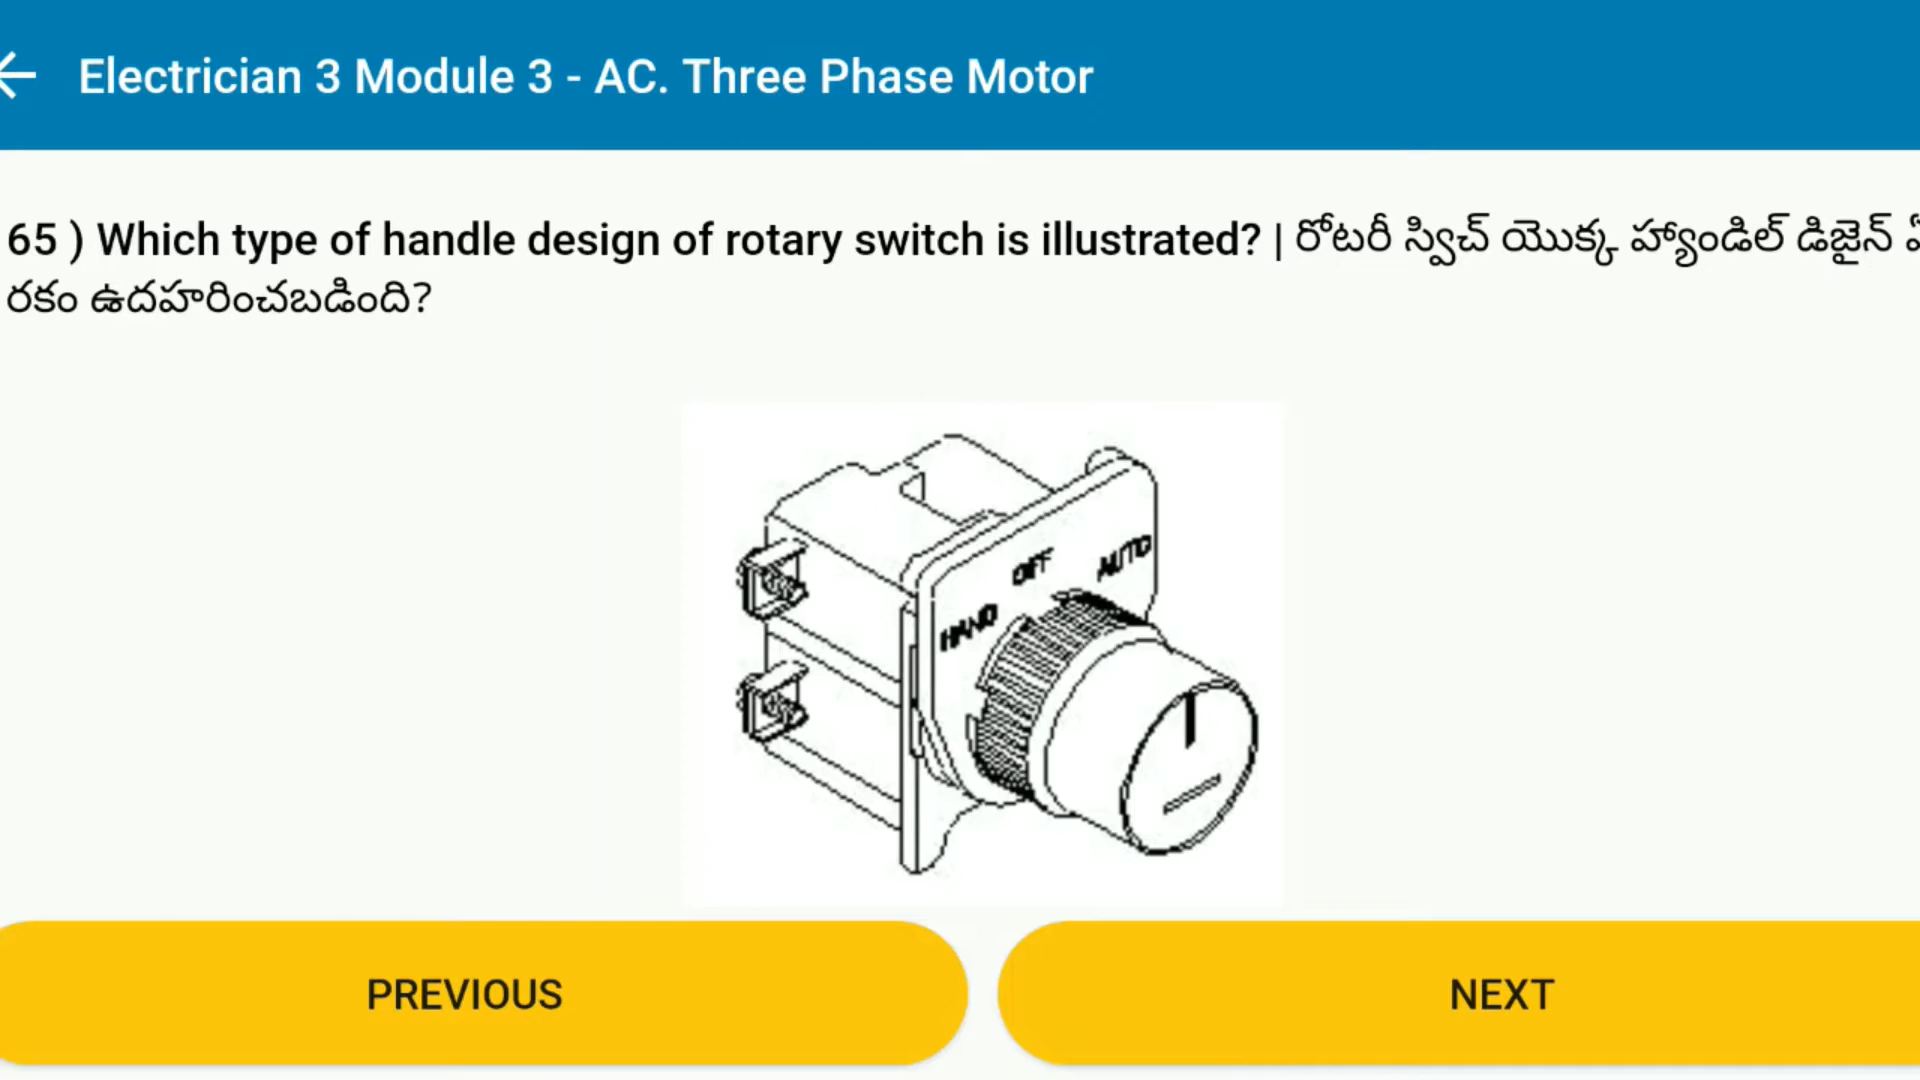 Electrician 3 Module 3 - AC. Three Phase Motor
65 ) Which type of handle design of rotary switch is illustrated? | రోటరీ స్విచ్ యొక్క హ్యాండిల్ డిజైన్
రకం ఉదహరించబడింది?
OFF AUTO
HAND
PREVIOUS NEXT